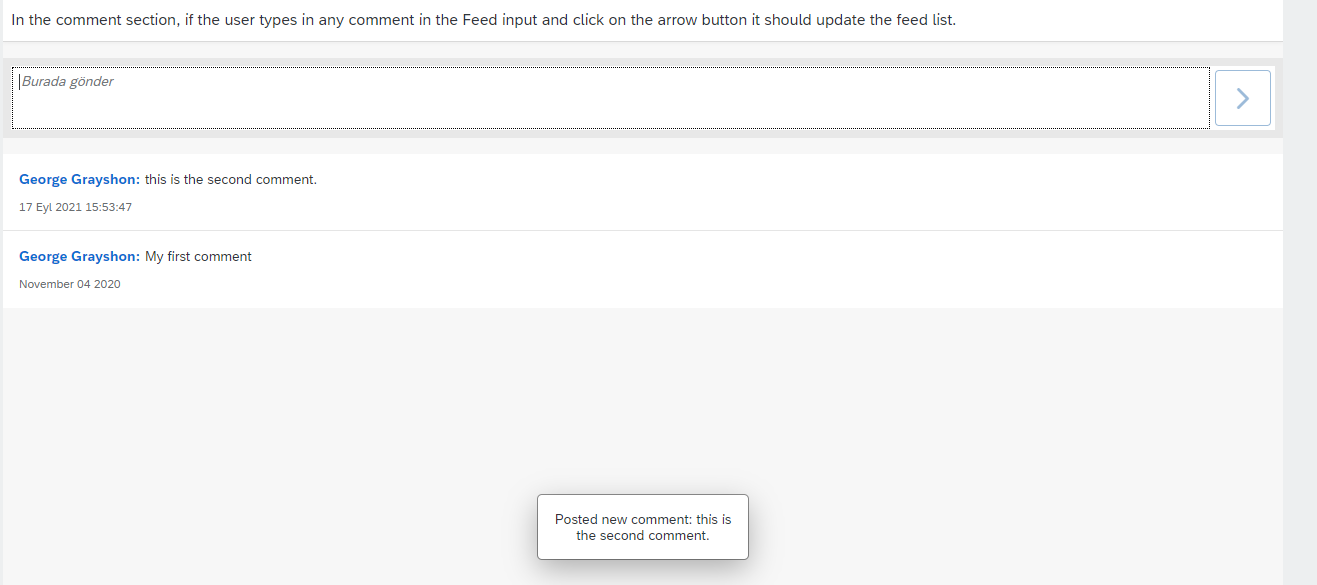 In the comment section, if the user types in any comment in the Feed input and click on the arrow button it should update the feed list.
Burada gönder
George Grayshon: this is the second comment.
17 Eyl 2021 15:53:47
George Grayshon: My first comment
November 04 2020
Posted new comment: this is
the second comment.